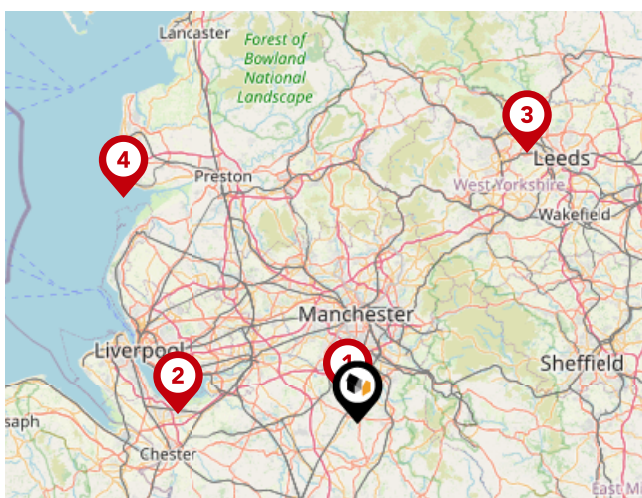 Lancaster
Forest of
Bowland
National
Landscape
3
4
Leeds
Preston
West Yorkshire
Wakefield
Manchester
Liverpool
1
Sheffield
2
saph
Chester
East M